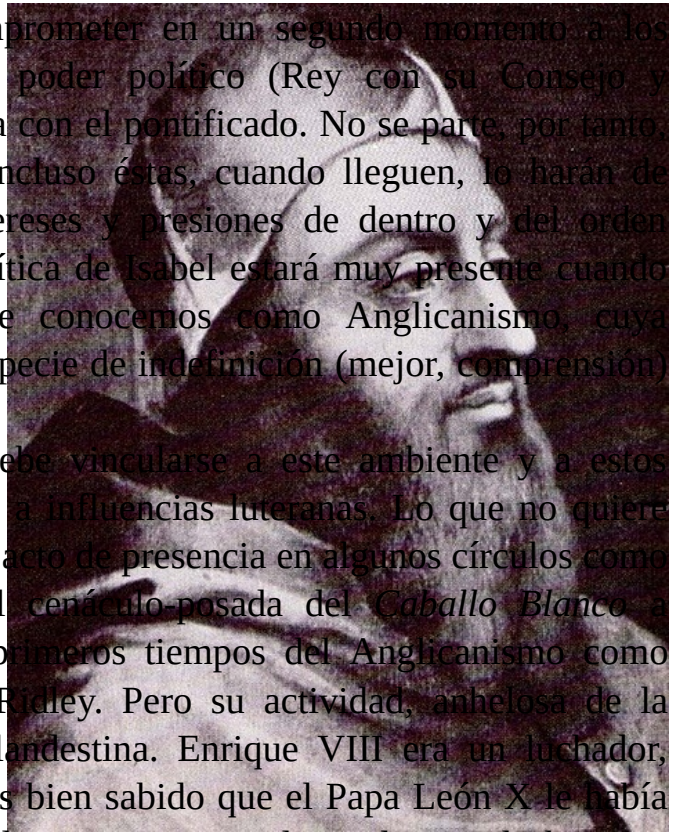 prometer en un segundo momento a los
poder político (Rey con su Consejo y
a con el pontificado. No se parte, por tanto,
ncluso éstas, cuando lleguen, lo harán de
ereses y presiones de dentro y del orden
ítica de Isabel estará muy presente cuando
e conocemos como Anglicanismo, cuya
pecie de indefinición (mejor, comprensión)
ebe vincularse a este ambiente y a estos
a influencias luteranas. Lo que no quiere
acto de presencia en algunos círculos como
l cenáculo-posada del Caballo Blanco a
primeros tiempos del Anglicanismo como
Ridley. Pero su actividad, anhelosa de la
landestina. Enrique VIII era un luchador,
s bien sabido que el Papa León X le había